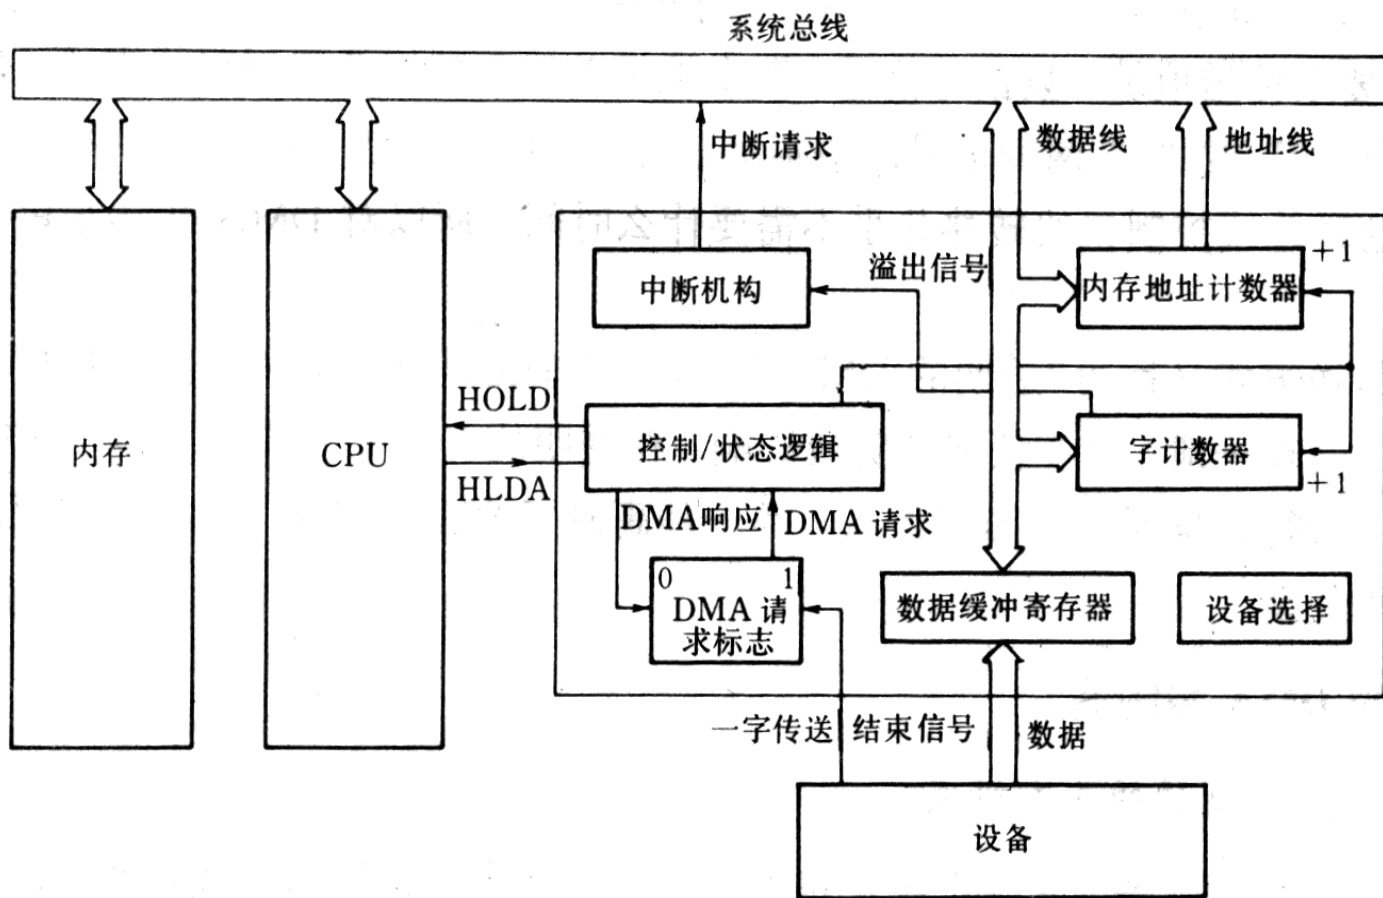 系统总线
中断请求
数据线
地址线
中断机构
溢出信号
内存地址计数器
+1
HOLD
HLDA
内存
CPU
控制/状态逻辑
字计数器
+1
DMA响应
DMA 请求
0
1
DMA 请
求标志
数据缓冲寄存器
设备选择
一字传送
结束信号
数据
设备